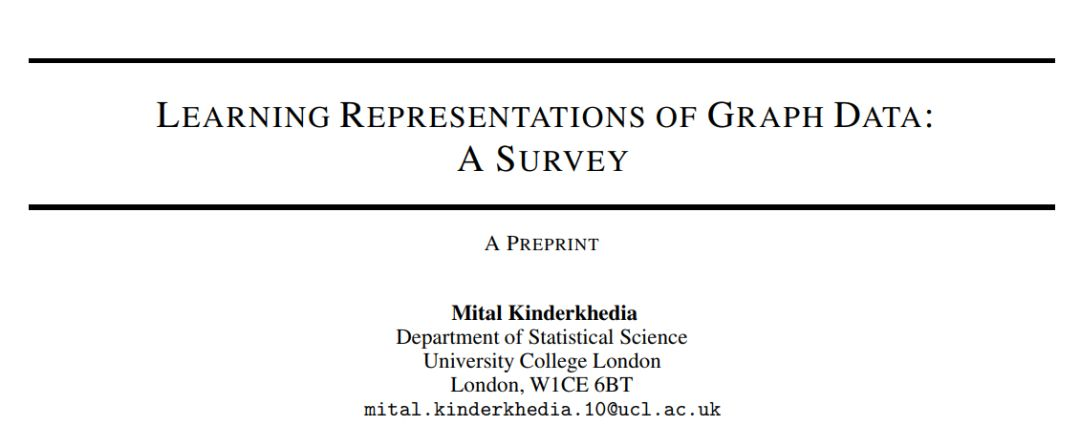 LEARNING REPRESENTATIONS OF GRAPH DATA:
A SURVEY
A PREPRINT
Mital Kinderkhedia
Department of Statistical Science
University College London
London, W1CE 6BT
mital.kinderkhedia.10@ucl.ac.uk